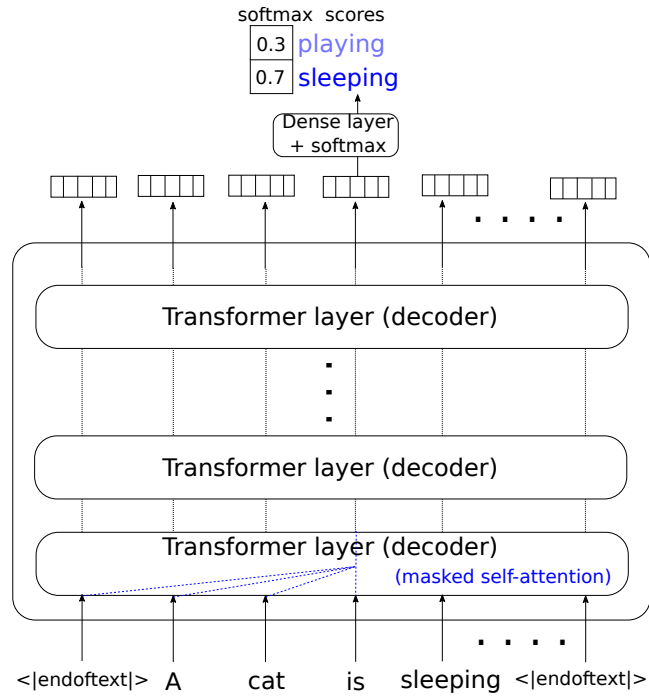 softmax scores
0.3 playing
0.7 sleeping
Dense layer
+ softmax
. . . .
Transformer layer (decoder)
Transformer layer (decoder)
Transformer layer (decoder)
(masked self-attention)
. . . .
<|endoftext|> A cat is sleeping <|endoftext|>